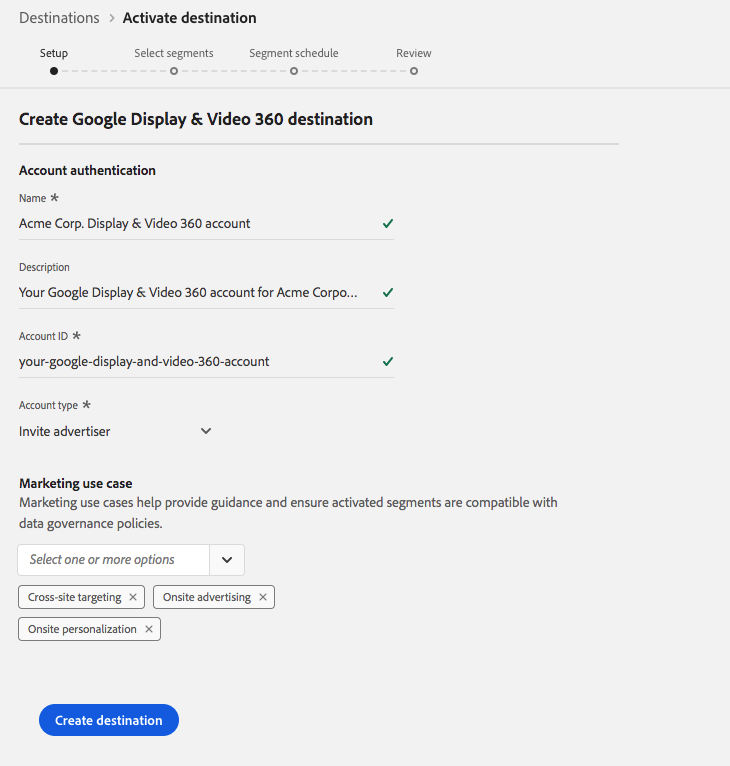 Destinations > Activate destination
Setup Select segments Segment schedule Review
Create Google Display & Video 360 destination
Account authentication
Name *
Acme Corp. Display & Video 360 account
Description
Your Google Display & Video 360 account for Acme Corpo...
Account ID *
your-google-display-and-video-360-account
Account type *
Invite advertiser
Marketing use case
Marketing use cases help provide guidance and ensure activated segments are compatible with
data governance policies.
Select one or more options
Cross-site targeting × Onsite advertising ×
Onsite personalization ×
Create destination